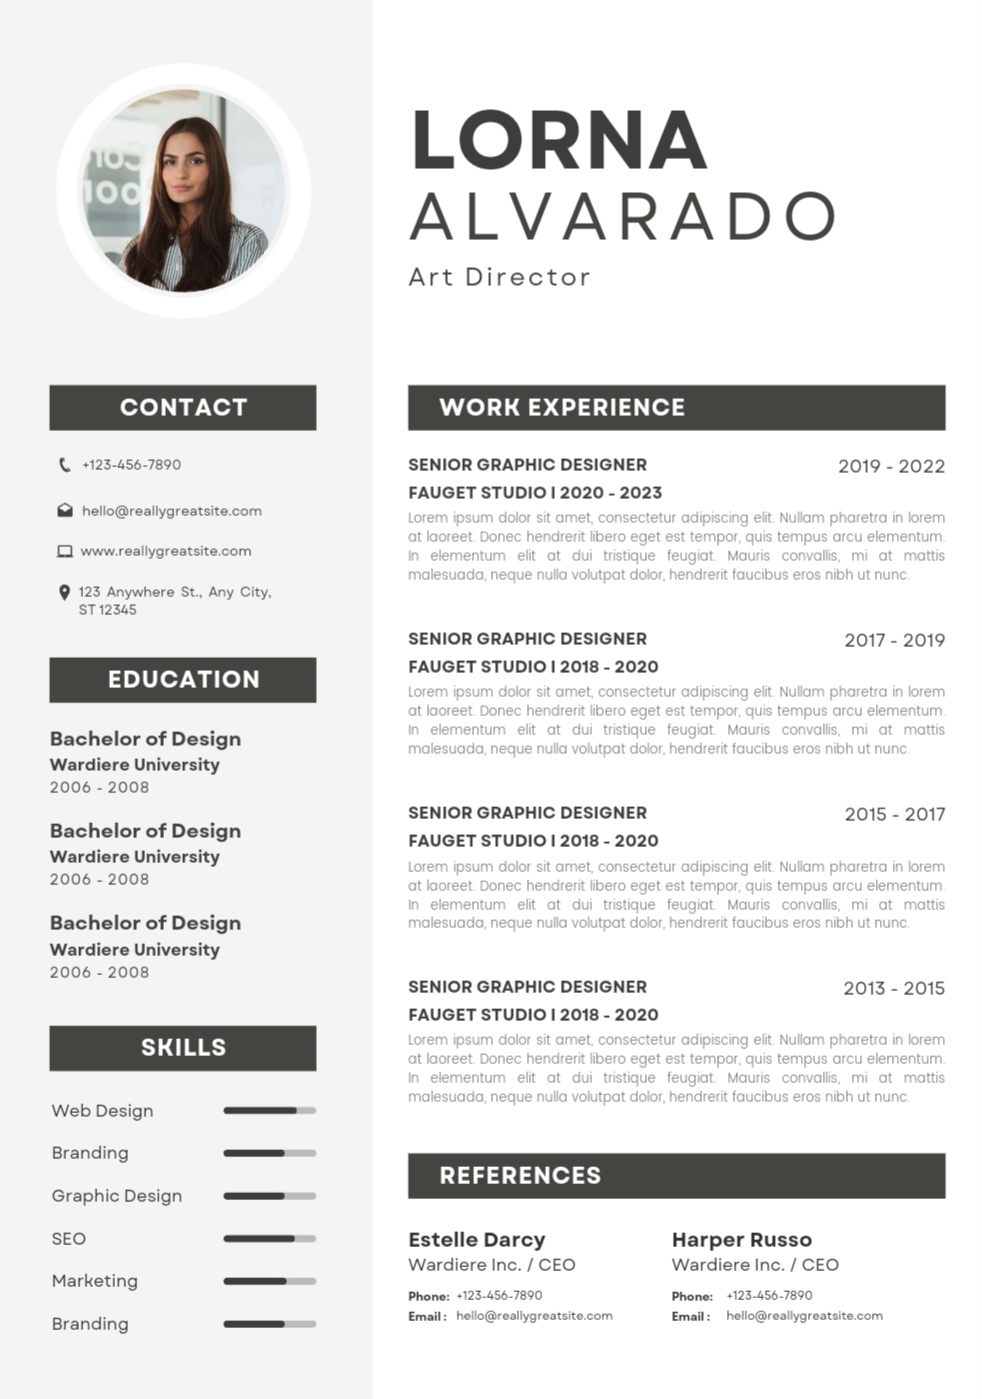 LORNA
ALVARADO
Art Director
CONTACT
+123-456-7890
hello@reallygreatsite.com
www.reallygreatsite.com
123 Anywhere St., Any City,
ST 12345
EDUCATION
Bachelor of Design
Wardiere University
2006 - 2008
Bachelor of Design
Wardiere University
2006 - 2008
Bachelor of Design
Wardiere University
2006 - 2008
SKILLS
Web Design
Branding
Graphic Design
SEO
Marketing
Branding
WORK EXPERIENCE
SENIOR GRAPHIC DESIGNER 2019 - 2022
FAUGET STUDIO I 2020 - 2023
Lorem ipsum dolor sit amet, consectetur adipiscing elit. Nullam pharetra in lorem
at laoreet. Donec hendrerit libero eget est tempor, quis tempus arcu elementum.
In elementum elit at dui tristique feugiat. Mauris convallis, mi at mattis
malesuada, neque nulla volutpat dolor, hendrerit faucibus eros nibh ut nunc.
SENIOR GRAPHIC DESIGNER 2017 - 2019
FAUGET STUDIO I 2018 - 2020
Lorem ipsum dolor sit amet, consectetur adipiscing elit. Nullam pharetra in lorem
at laoreet. Donec hendrerit libero eget est tempor, quis tempus arcu elementum.
In elementum elit at dui tristique feugiat. Mauris convallis, mi at mattis
malesuada, neque nulla volutpat dolor, hendrerit faucibus eros nibh ut nunc.
SENIOR GRAPHIC DESIGNER 2015 - 2017
FAUGET STUDIO I 2018 - 2020
Lorem ipsum dolor sit amet, consectetur adipiscing elit. Nullam pharetra in lorem
at laoreet. Donec hendrerit libero eget est tempor, quis tempus arcu elementum.
In elementum elit at dui tristique feugiat. Mauris convallis, mi at mattis
malesuada, neque nulla volutpat dolor, hendrerit faucibus eros nibh ut nunc.
SENIOR GRAPHIC DESIGNER 2013 - 2015
FAUGET STUDIO I 2018 - 2020
Lorem ipsum dolor sit amet, consectetur adipiscing elit. Nullam pharetra in lorem
at laoreet. Donec hendrerit libero eget est tempor, quis tempus arcu elementum.
In elementum elit at dui tristique feugiat. Mauris convallis, mi at mattis
malesuada, neque nulla volutpat dolor, hendrerit faucibus eros nibh ut nunc.
REFERENCES
Estelle Darcy
Wardiere Inc. / CEO
Phone: +123-456-7890
Email : hello@reallygreatsite.com
Harper Russo
Wardiere Inc. / CEO
Phone: +123-456-7890
Email : hello@reallygreatsite.com